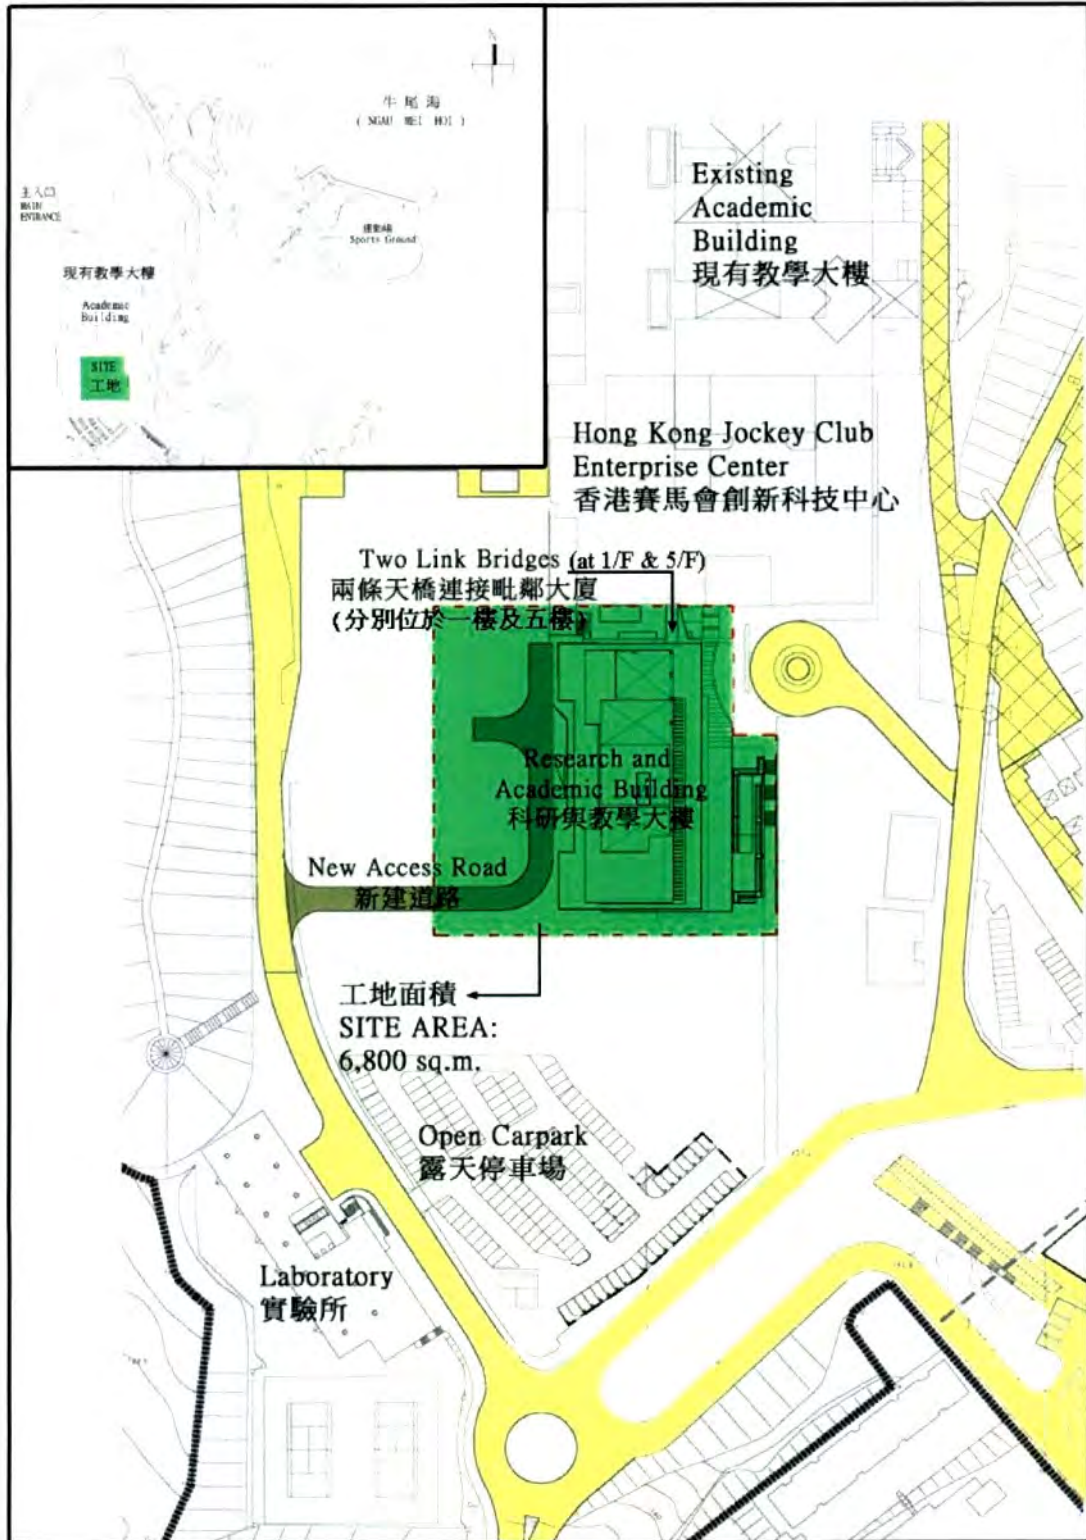 N
牛尾海
( NGAU MEI HOI )
主入口
MAIN
ENTRANCE
運動場
Sports Ground
現有教學大樓
Academic
Building
SITE
工地
Existing
Academic
Building
現有教學大樓
Hong Kong Jockey Club
Enterprise Center
香港賽馬會創新科技中心
Two Link Bridges (at 1/F & 5/F)
兩條天橋連接毗鄰大廈
(分別位於一樓及五樓)
Research and
Academic Building
科研與教學大樓
New Access Road
新建道路
工地面積
SITE AREA:
6,800 sq.m.
Open Carpark
露天停車場
Laboratory
實驗所